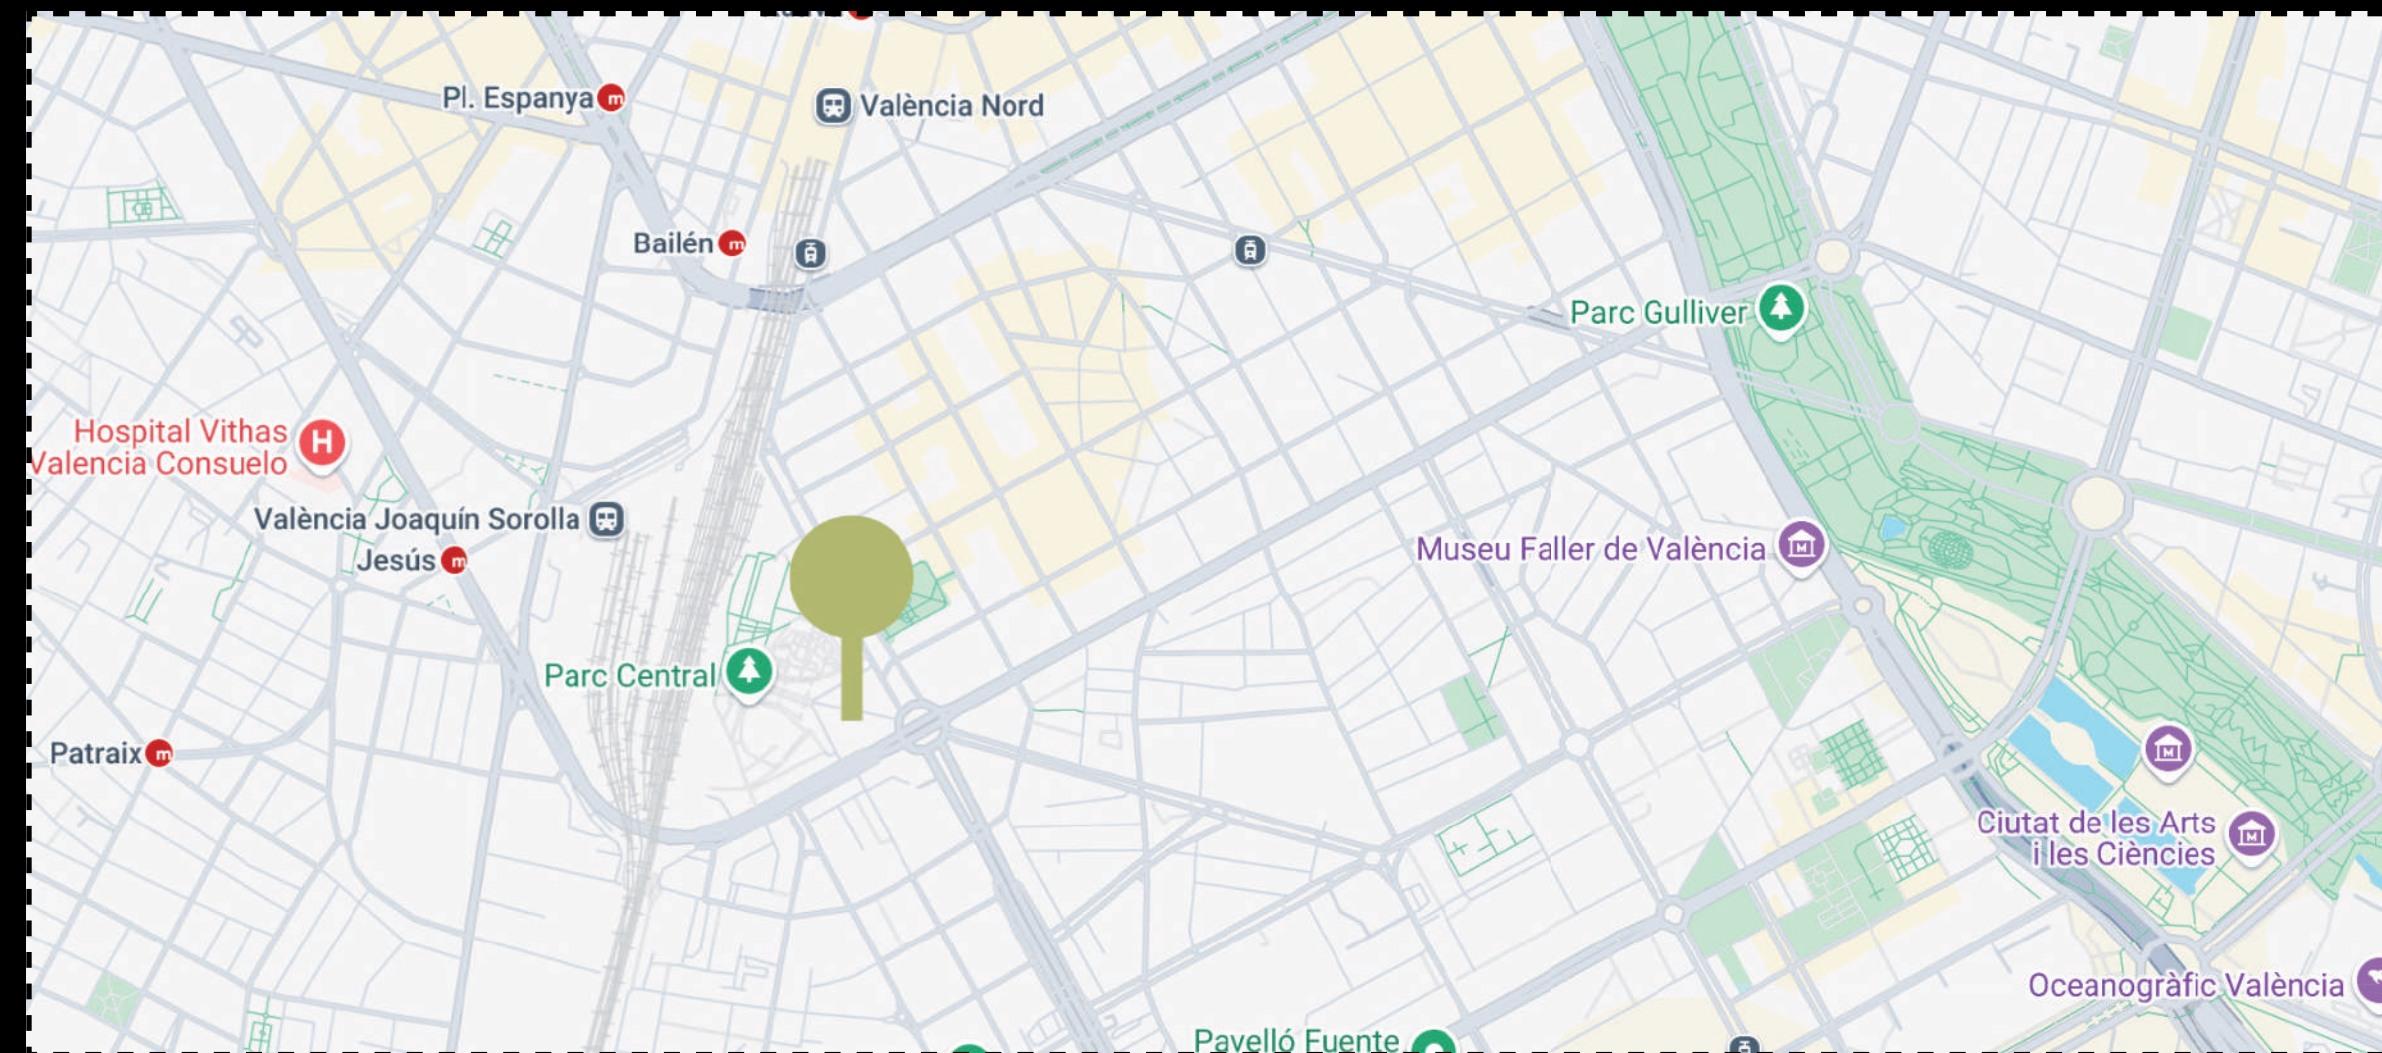 Pl. Espanya
València Nord
Bailén
Parc Gulliver
Hospital Vithas
Valencia Consuelo
València Joaquín Sorolla
Jesús
Museu Faller de València
Parc Central
Patraix
Ciutat de les Arts
i les Ciències
Oceanogràfic València
Pavelló Fuente